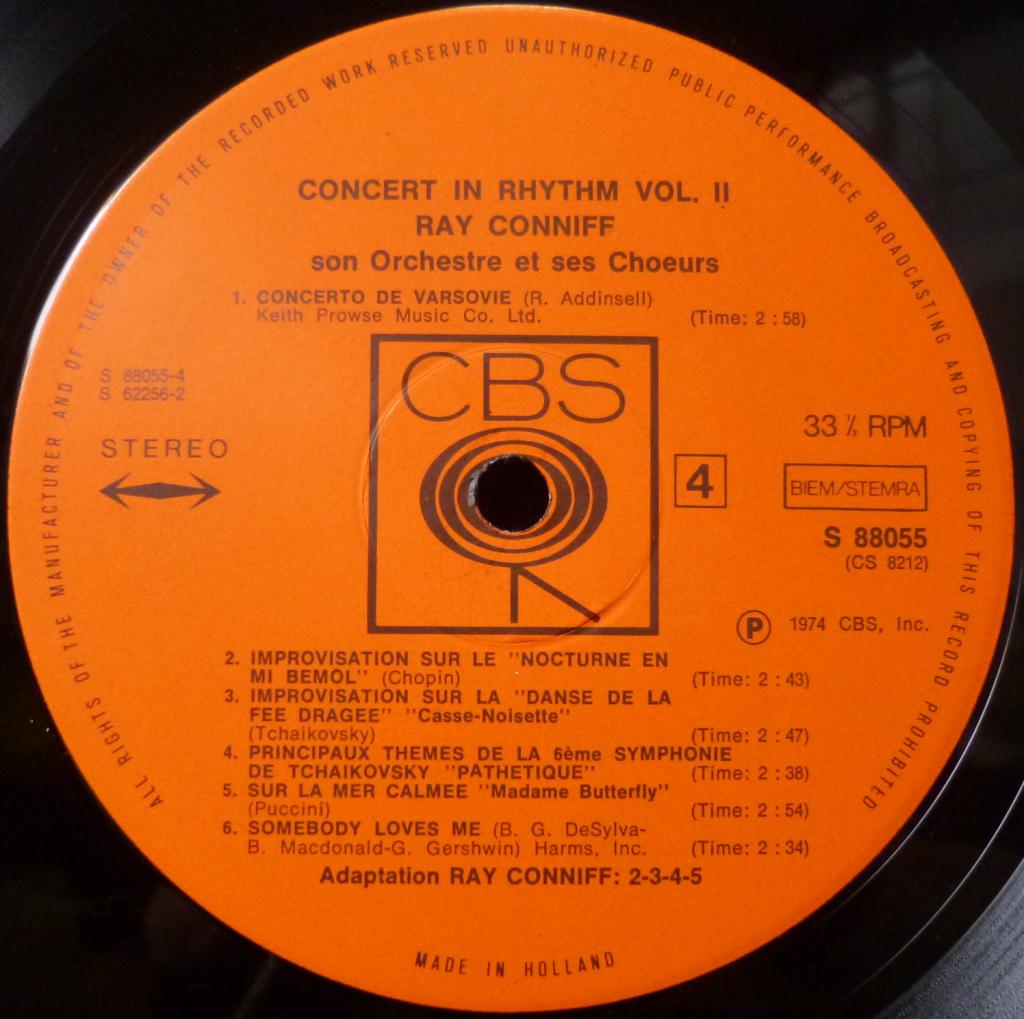 ALL RIGHTS OF THE MANUFACTURER AND OF THE OWNER OF THE RECORDED WORK RESERVED UNAUTHORIZED PUBLIC PERFORMANCE BROADCASTING AND COPYING OF THIS RECORD PROHIBITED
CONCERT IN RHYTHM VOL. II
RAY CONNIFF
son Orchestre et ses Choeurs
1. CONCERTO DE VARSOVIE (R. Addinsell)
Keith Prowse Music Co. Ltd. (Time: 2 : 58)
S 88055-4
S 62256-2
STEREO
CBS
33 ⅓ RPM
4
BIEM/STEMRA
S 88055
(CS 8212)
℗ 1974 CBS, Inc.
2. IMPROVISATION SUR LE "NOCTURNE EN
MI BEMOL" (Chopin) (Time: 2 : 43)
3. IMPROVISATION SUR LA "DANSE DE LA
FEE DRAGEE" "Casse-Noisette"
(Tchaikovsky) (Time: 2 : 47)
4. PRINCIPAUX THEMES DE LA 6ème SYMPHONIE
DE TCHAIKOVSKY "PATHETIQUE" (Time: 2 : 38)
5. SUR LA MER CALMEE "Madame Butterfly"
(Puccini) (Time: 2 : 54)
6. SOMEBODY LOVES ME (B. G. DeSylva-
B. Macdonald-G. Gershwin) Harms, Inc. (Time: 2 : 34)
Adaptation RAY CONNIFF: 2-3-4-5
MADE IN HOLLAND